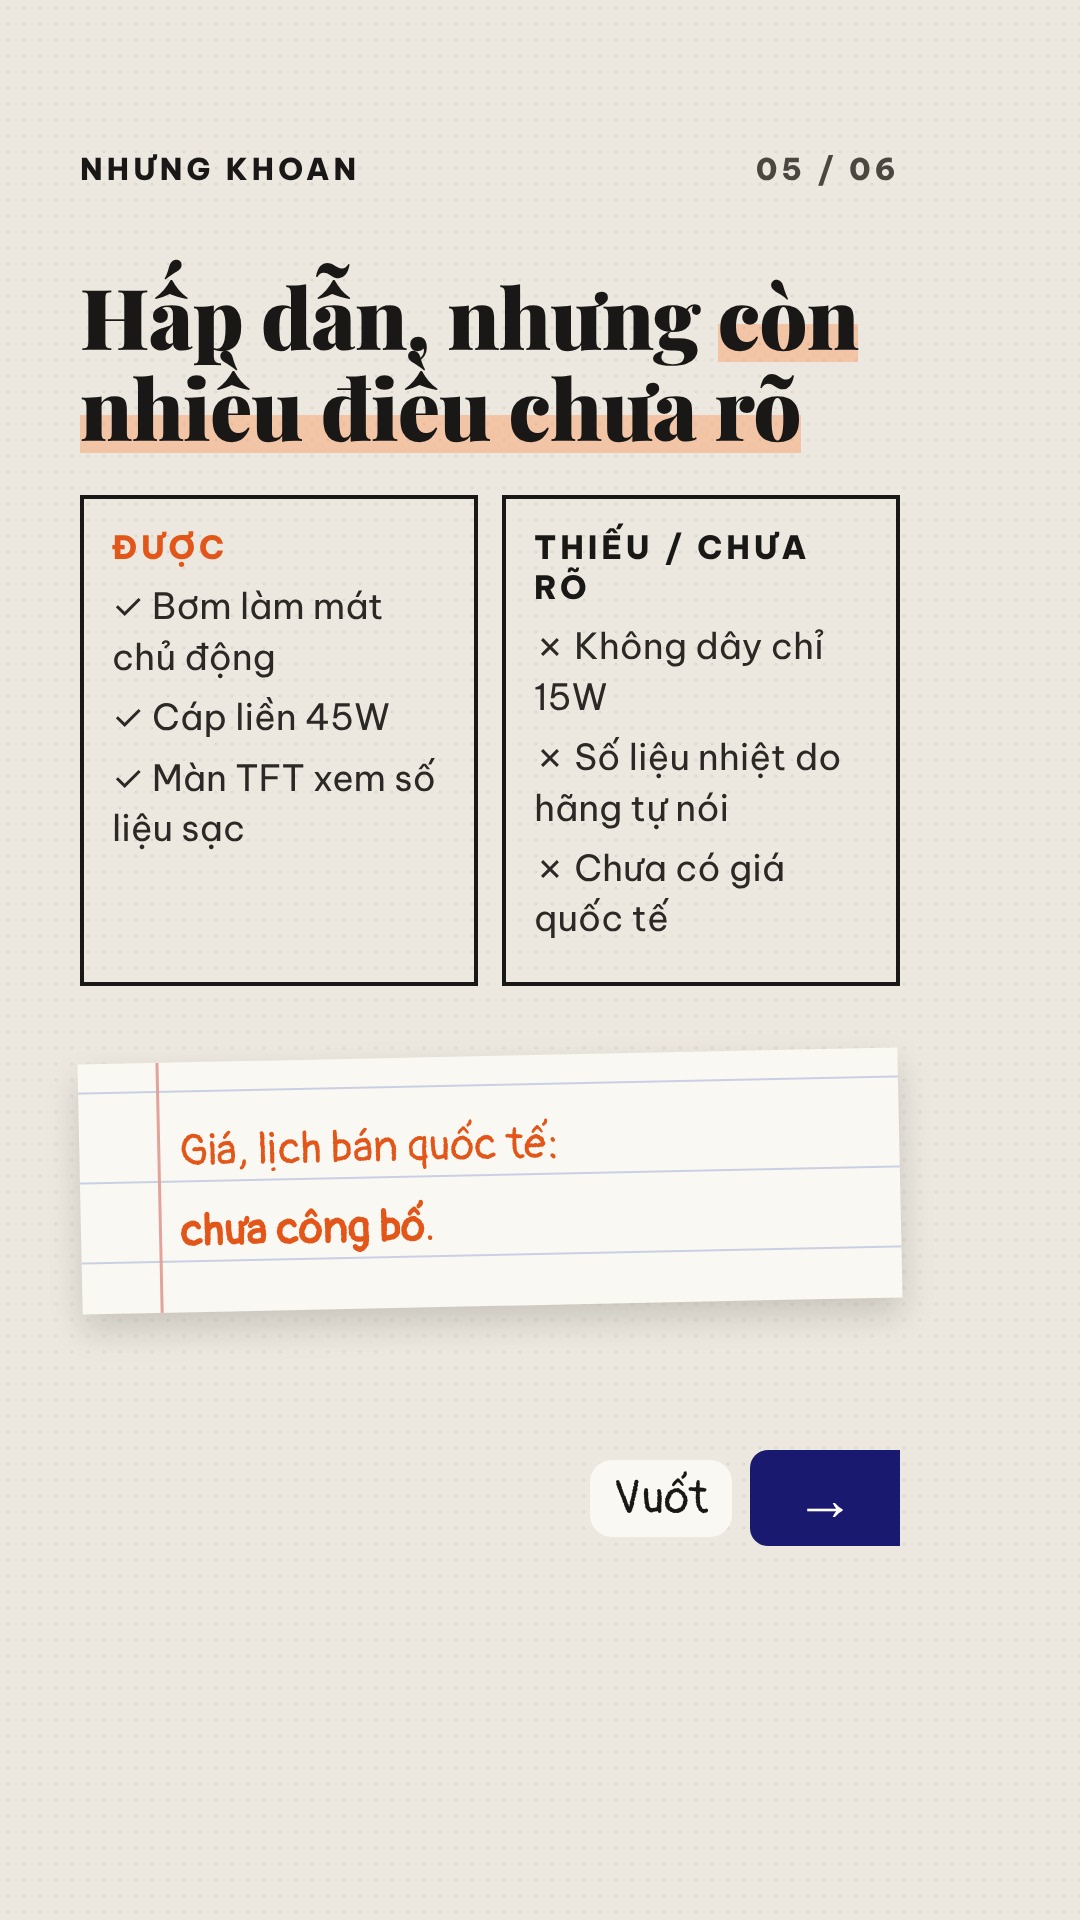 NHƯNG KHOAN
05 / 06
Hấp dẫn, nhưng còn
nhiều điều chưa rõ
ĐƯỢC
✓ Bơm làm mát
chủ động
✓ Cáp liền 45W
✓ Màn TFT xem số
liệu sạc
THIẾU / CHƯA
RÕ
✕ Không dây chỉ
15W
✕ Số liệu nhiệt do
hãng tự nói
✕ Chưa có giá
quốc tế
Giá, lịch bán quốc tế:
chưa công bố.
Vuốt →